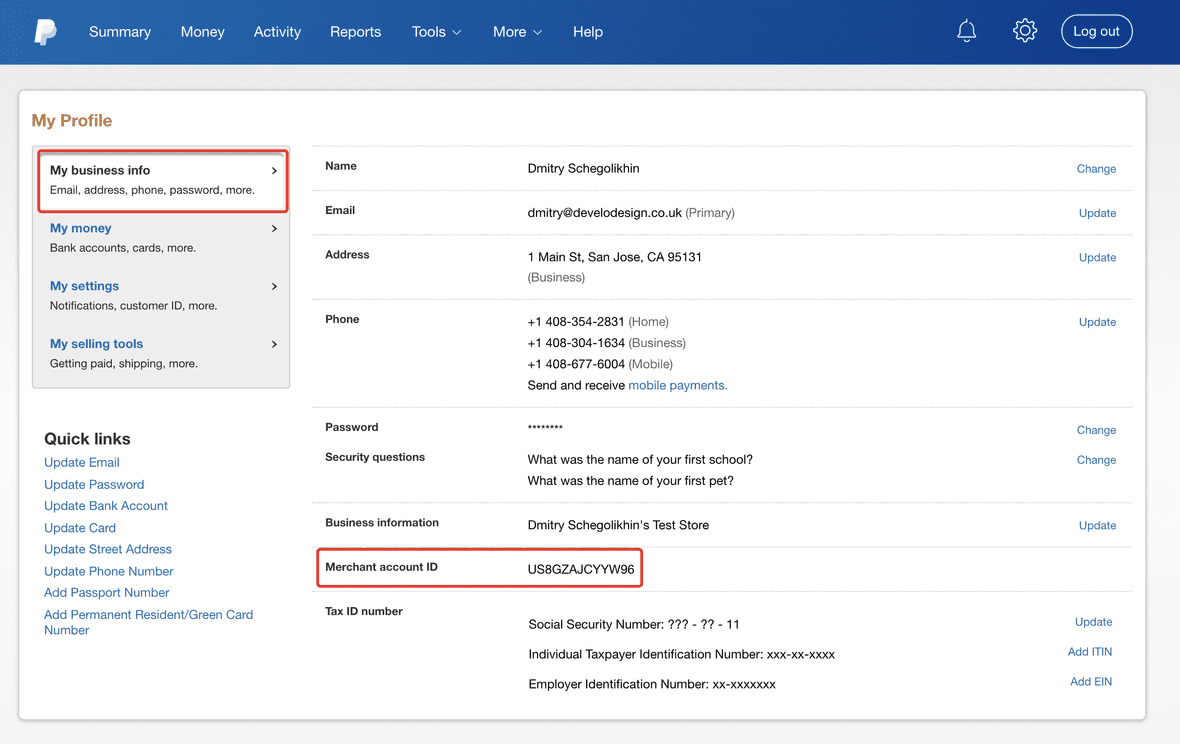 Summary Money Activity Reports Tools More Help Log out
My Profile
My business info
Email, address, phone, password, more.
My money
Bank accounts, cards, more.
My settings
Notifications, customer ID, more.
My selling tools
Getting paid, shipping, more.
Quick links
Update Email
Update Password
Update Bank Account
Update Card
Update Street Address
Update Phone Number
Add Passport Number
Add Permanent Resident/Green Card
Number
Name Dmitry Schegolikhin Change
Email dmitry@develodesign.co.uk (Primary) Update
Address 1 Main St, San Jose, CA 95131 Update
(Business)
Phone +1 408-354-2831 (Home) Update
+1 408-304-1634 (Business)
+1 408-677-6004 (Mobile)
Send and receive mobile payments.
Password ******** Change
Security questions What was the name of your first school? Change
What was the name of your first pet?
Business information Dmitry Schegolikhin's Test Store Update
Merchant account ID US8GZAJCYYW96
Tax ID number
Social Security Number: ??? - ?? - 11 Update
Individual Taxpayer Identification Number: xxx-xx-xxxx Add ITIN
Employer Identification Number: xx-xxxxxxx Add EIN